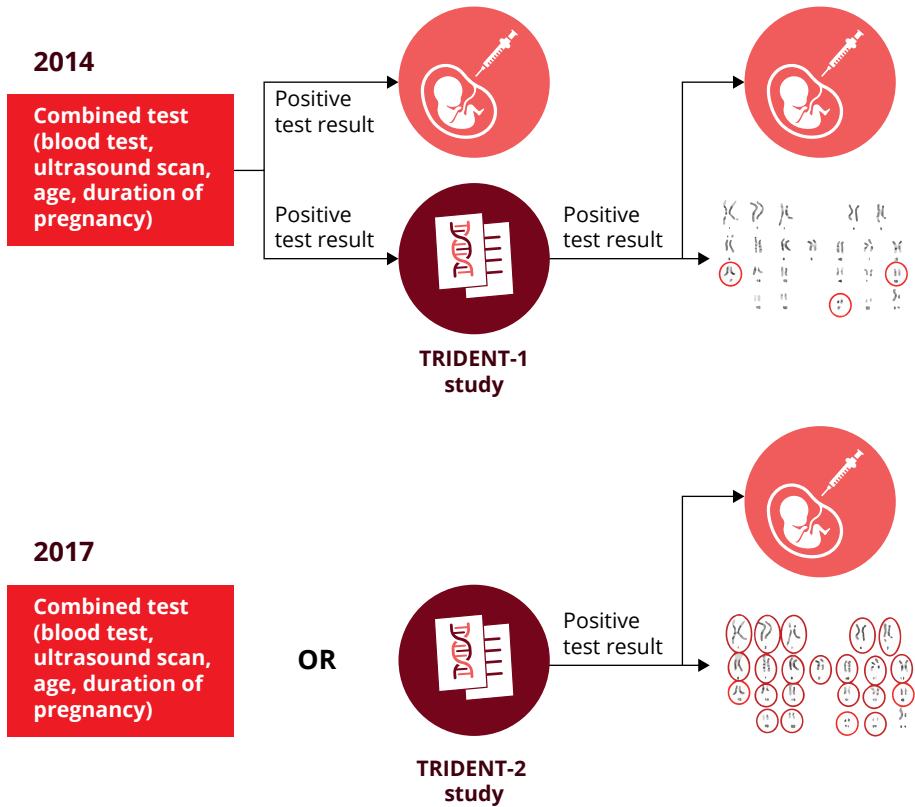 2014
Combined test
(blood test,
ultrasound scan,
age, duration of
pregnancy)
Positive
test result
Positive
test result
TRIDENT-1
study
Positive
test result
2017
Combined test
(blood test,
ultrasound scan,
age, duration of
pregnancy)
OR
TRIDENT-2
study
Positive
test result